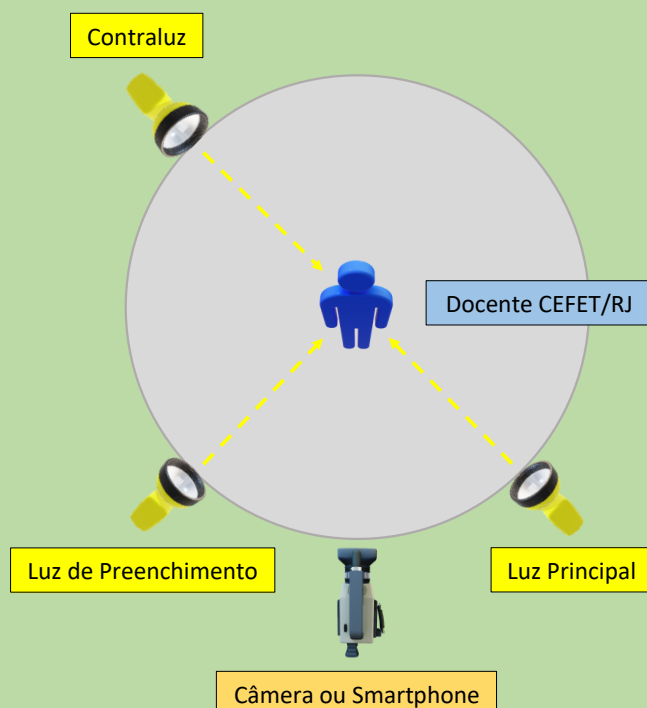 Contraluz
Docente CEFET/RJ
Luz de Preenchimento
Luz Principal
Câmera ou Smartphone